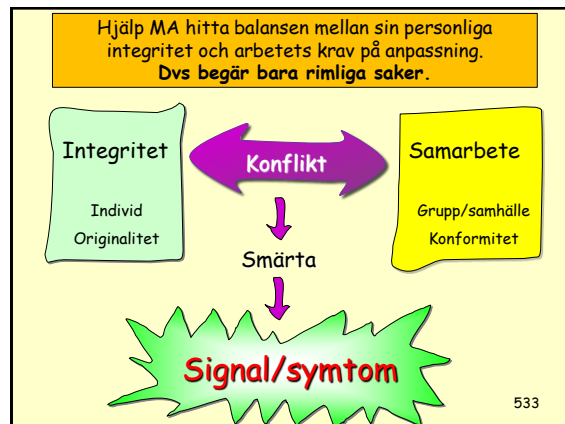 Hjälp MA hitta balansen mellan sin personliga
integritet och arbetets krav på anpassning.
Dvs begär bara rimliga saker.
Integritet
Individ
Originalitet
Konflikt
Samarbete
Grupp/samhälle
Konformitet
Smärta
Signal/symtom
533